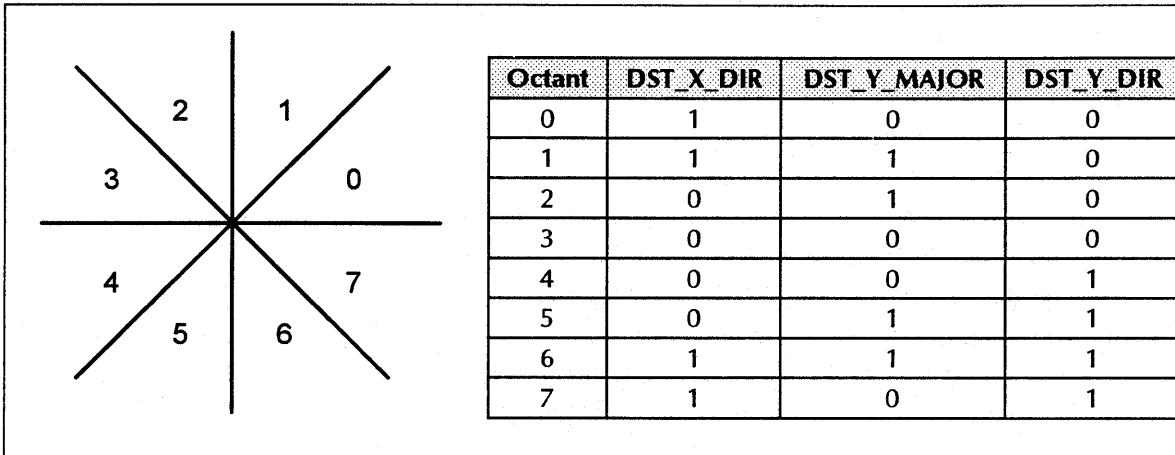 2 1
3 0
4 7
5 6
Octant DST_X_DIR DST_Y_MAJOR DST_Y_DIR
0 1 0 0
1 1 1 0
2 0 1 0
3 0 0 0
4 0 0 1
5 0 1 1
6 1 1 1
7 1 0 1